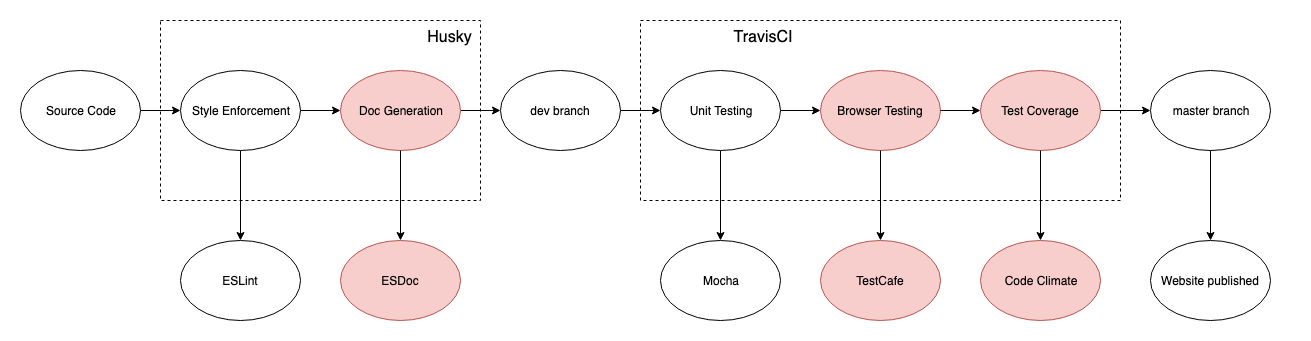 Husky
TravisCI
Source Code
Style Enforcement
Doc Generation
dev branch
Unit Testing
Browser Testing
Test Coverage
master branch
ESLint
ESDoc
Mocha
TestCafe
Code Climate
Website published